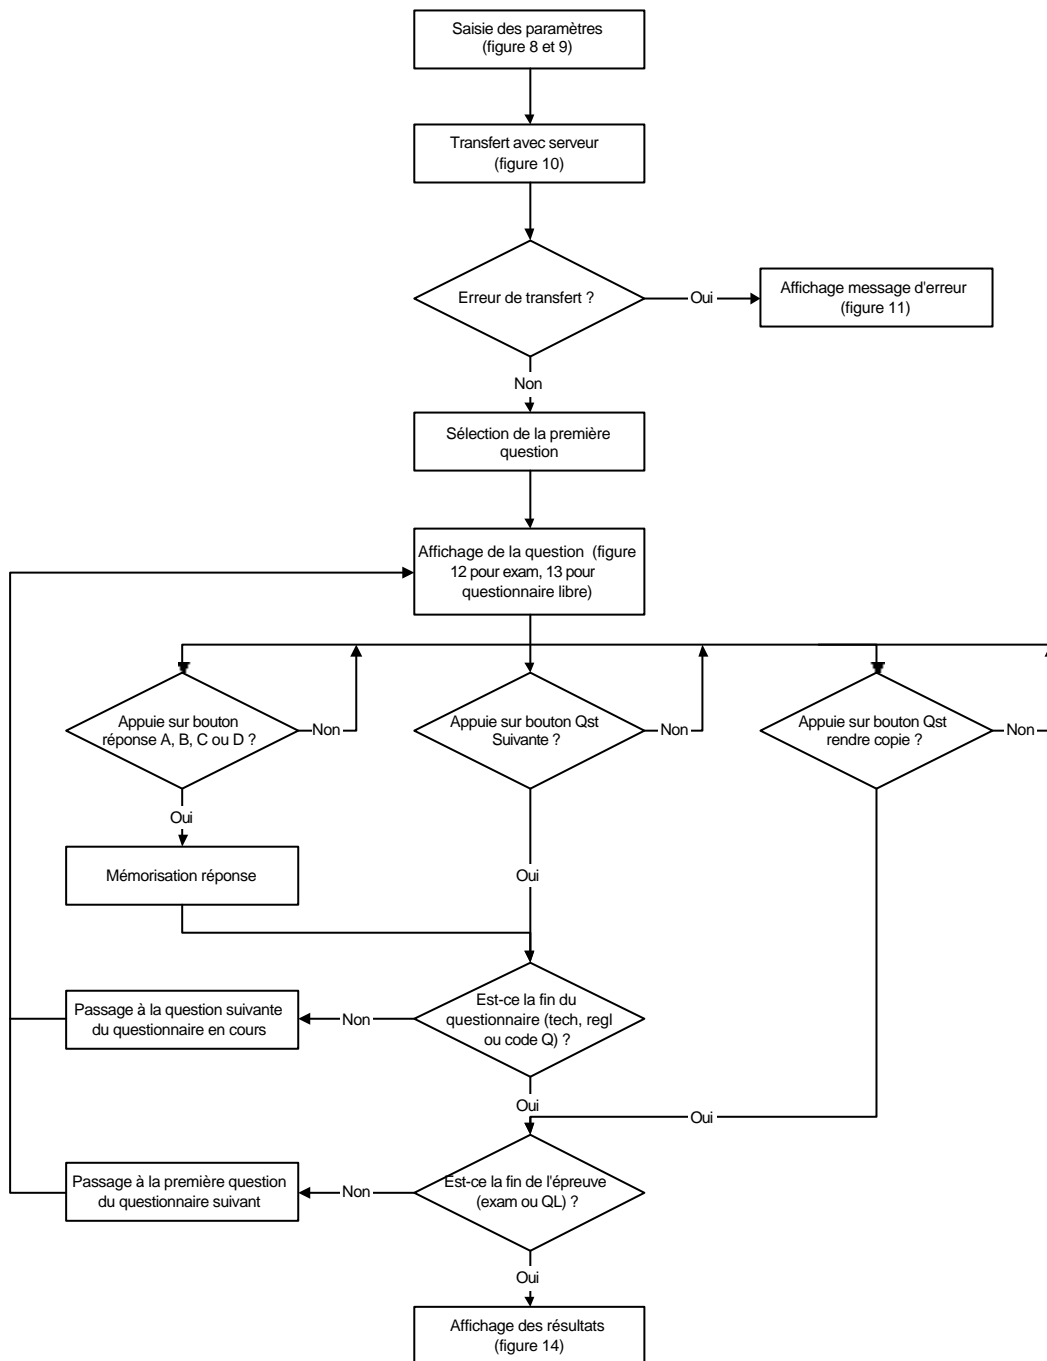 Saisie des paramètres
(figure 8 et 9)
Transfert avec serveur
(figure 10)
Erreur de transfert ?
Oui
Affichage message d'erreur
(figure 11)
Non
Sélection de la première
question
Affichage de la question (figure
12 pour exam, 13 pour
questionnaire libre)
Appuie sur bouton
réponse A, B, C ou D ?
Non
Appuie sur bouton Qst
Suivante ?
Non
Appuie sur bouton Qst
rendre copie ?
Non
Oui
Mémorisation réponse
Oui
Passage à la question suivante
du questionnaire en cours
Non
Est-ce la fin du
questionnaire (tech, regl
ou code Q) ?
Oui
Oui
Passage à la première question
du questionnaire suivant
Non
Est-ce la fin de l'épreuve
(exam ou QL) ?
Oui
Affichage des résultats
(figure 14)